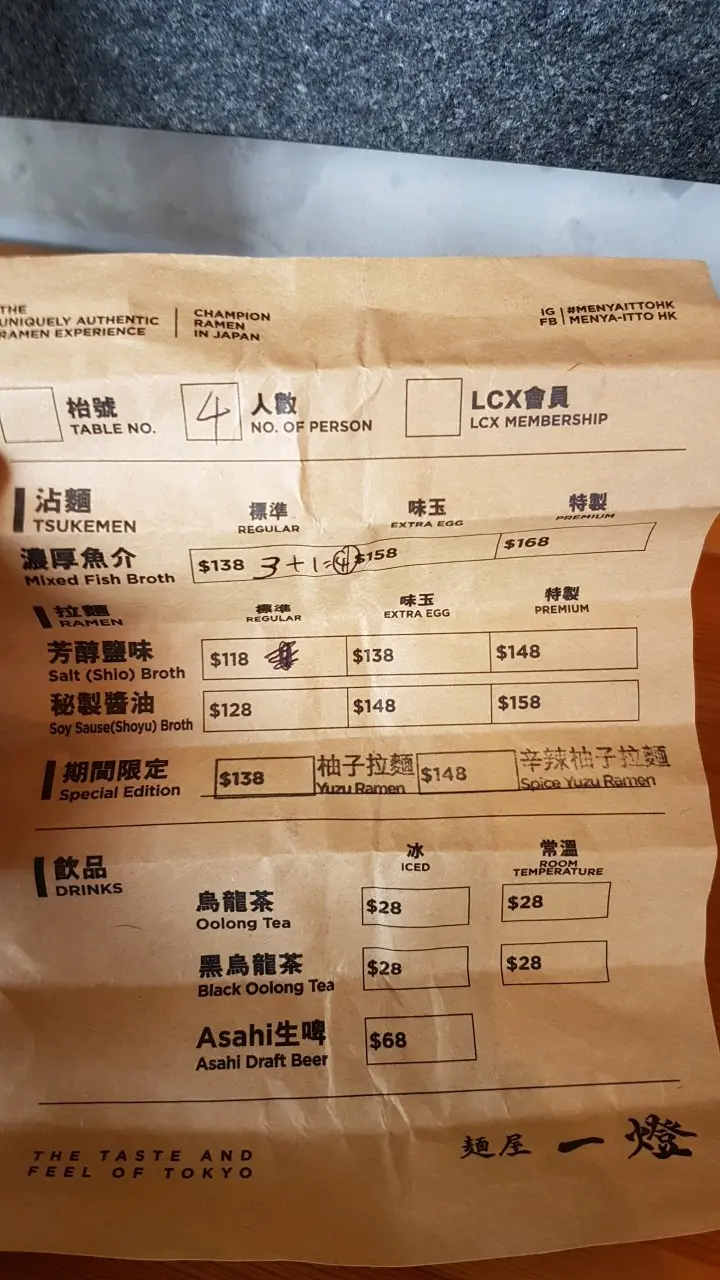 THE
UNIQUELY AUTHENTIC
RAMEN EXPERIENCE
CHAMPION
RAMEN
IN JAPAN
IG #MENYAITTOHK
FB MENYA-ITTO HK
枱號
TABLE NO.
4
人數
NO. OF PERSON
LCX會員
LCX MEMBERSHIP
沾麵 標準 味玉 特製
TSUKEMEN REGULAR EXTRA EGG PREMIUM
濃厚魚介
Mixed Fish Broth
$138 3+1=4 $158 $168
拉麵 標準 味玉 特製
RAMEN REGULAR EXTRA EGG PREMIUM
芳醇鹽味
Salt (Shio) Broth
$118 $138 $148
秘製醬油
Soy Sause(Shoyu) Broth
$128 $148 $158
期間限定
Special Edition
$138 柚子拉麵
Yuzu Ramen
$148 辛辣柚子拉麵
Spice Yuzu Ramen
飲品
DRINKS
冰
ICED
常溫
ROOM
TEMPERATURE
烏龍茶
Oolong Tea
$28 $28
黑烏龍茶
Black Oolong Tea
$28 $28
Asahi生啤
Asahi Draft Beer
$68
THE TASTE AND
FEEL OF TOKYO
麵屋 一燈